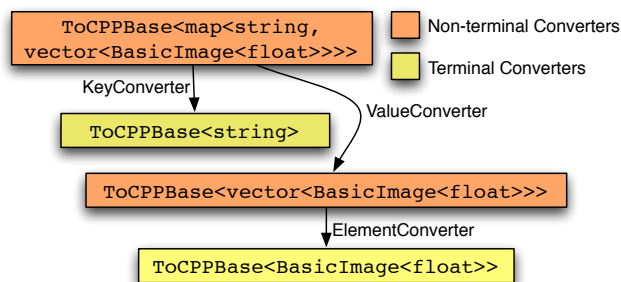 ToCPPBase<map<string,
vector<BasicImage<float>>>>
Non-terminal Converters
Terminal Converters
KeyConverter
ValueConverter
ToCPPBase<string>
ToCPPBase<vector<BasicImage<float>>>
ElementConverter
ToCPPBase<BasicImage<float>>